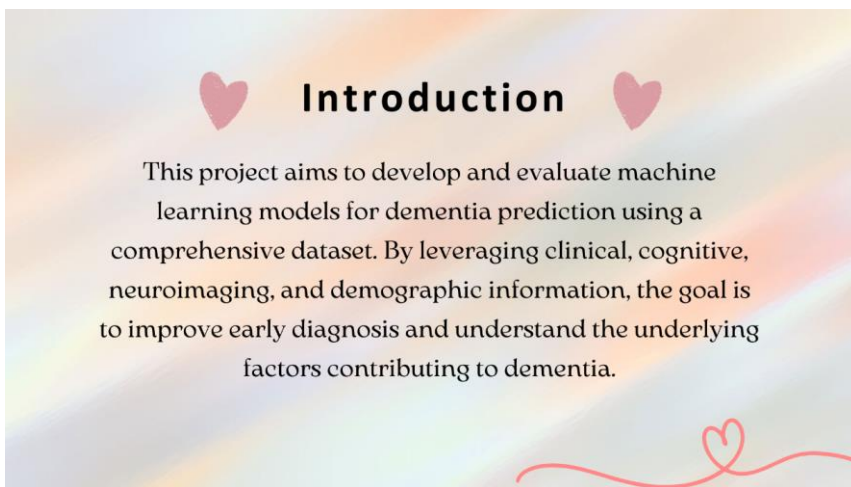 Introduction
This project aims to develop and evaluate machine
learning models for dementia prediction using a
comprehensive dataset. By leveraging clinical, cognitive,
neuroimaging, and demographic information, the goal is
to improve early diagnosis and understand the underlying
factors contributing to dementia.